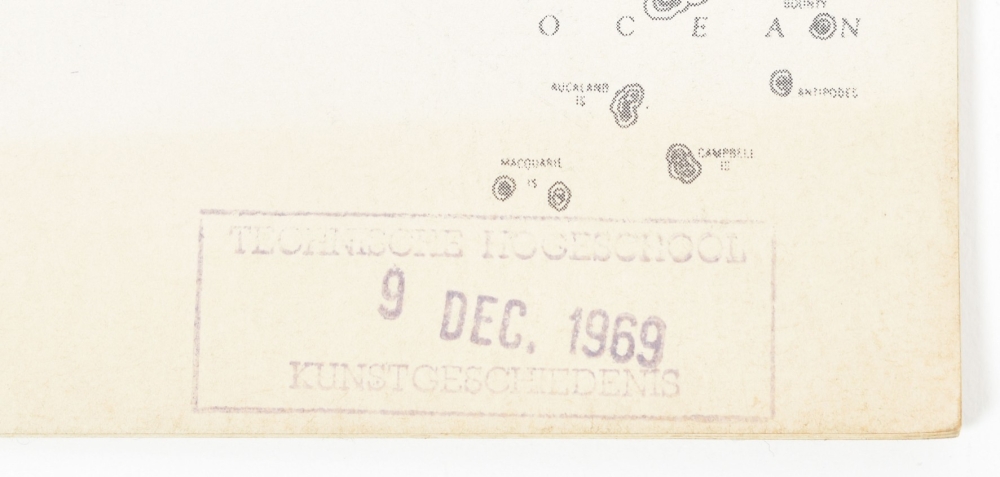 BOUNTY
O C E A N
AUCKLAND
IS
ANTIPODES
CAMPBELL
IS
MACQUARIE
IS
TECHNISCHE HOGESCHOOL
9 DEC. 1969
KUNSTGESCHIEDENIS